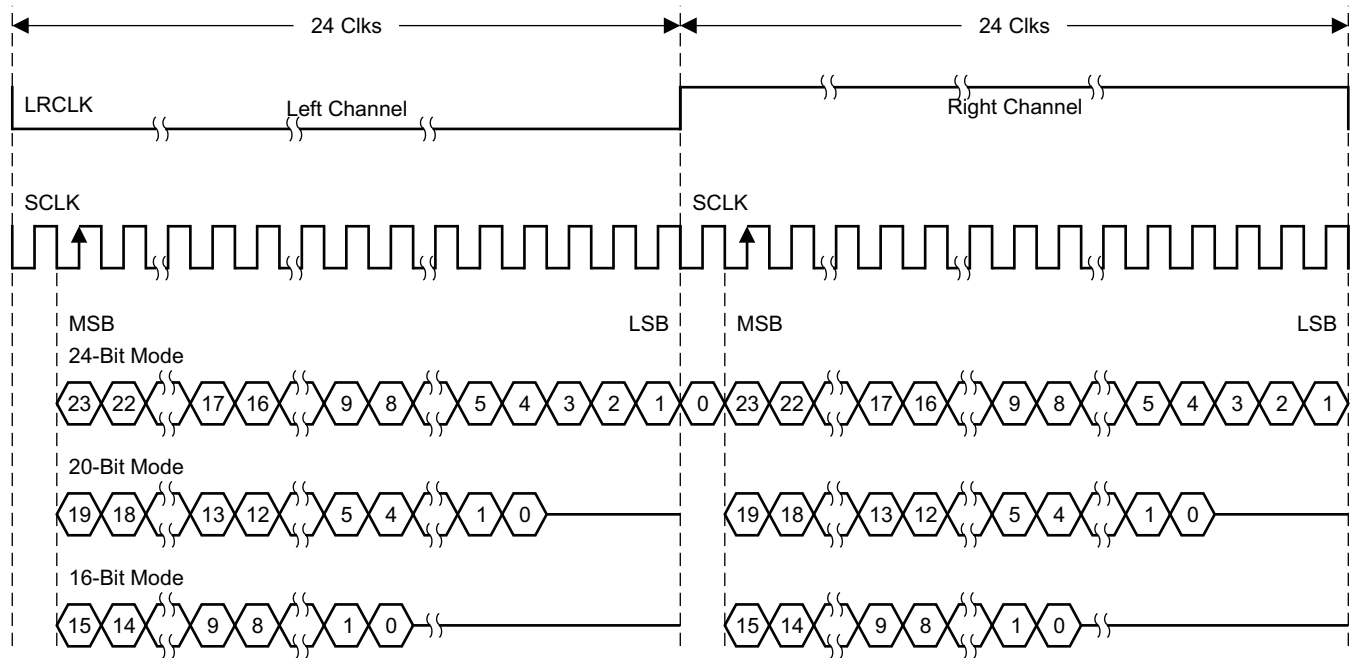 24 Clks 24 Clks
LRCLK Left Channel Right Channel
SCLK SCLK
MSB LSB MSB LSB
24-Bit Mode
23 22 17 16 9 8 5 4 3 2 1 0 23 22 17 16 9 8 5 4 3 2 1
20-Bit Mode
19 18 13 12 5 4 1 0 19 18 13 12 5 4 1 0
16-Bit Mode
15 14 9 8 1 0 15 14 9 8 1 0